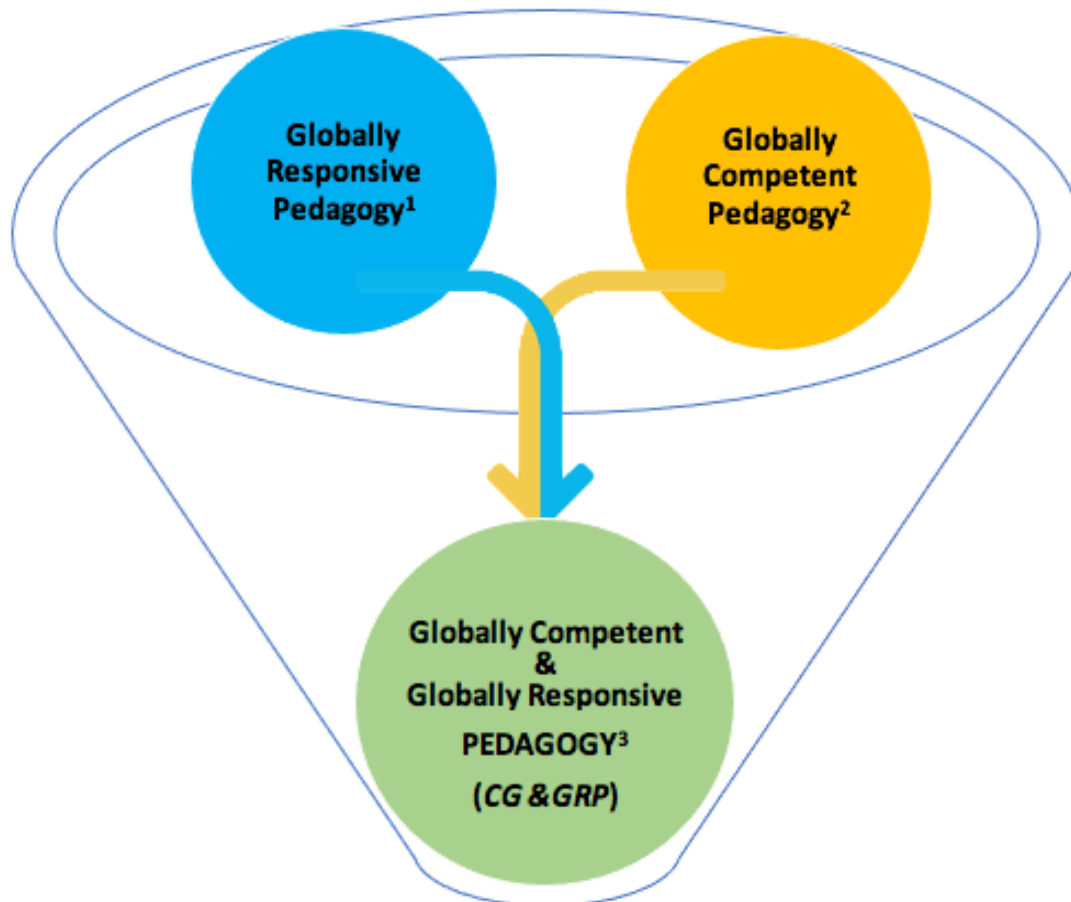 Globally
Responsive
Pedagogy¹
Globally
Competent
Pedagogy²
Globally Competent
&
Globally Responsive
PEDAGOGY³
(CG &GRP)